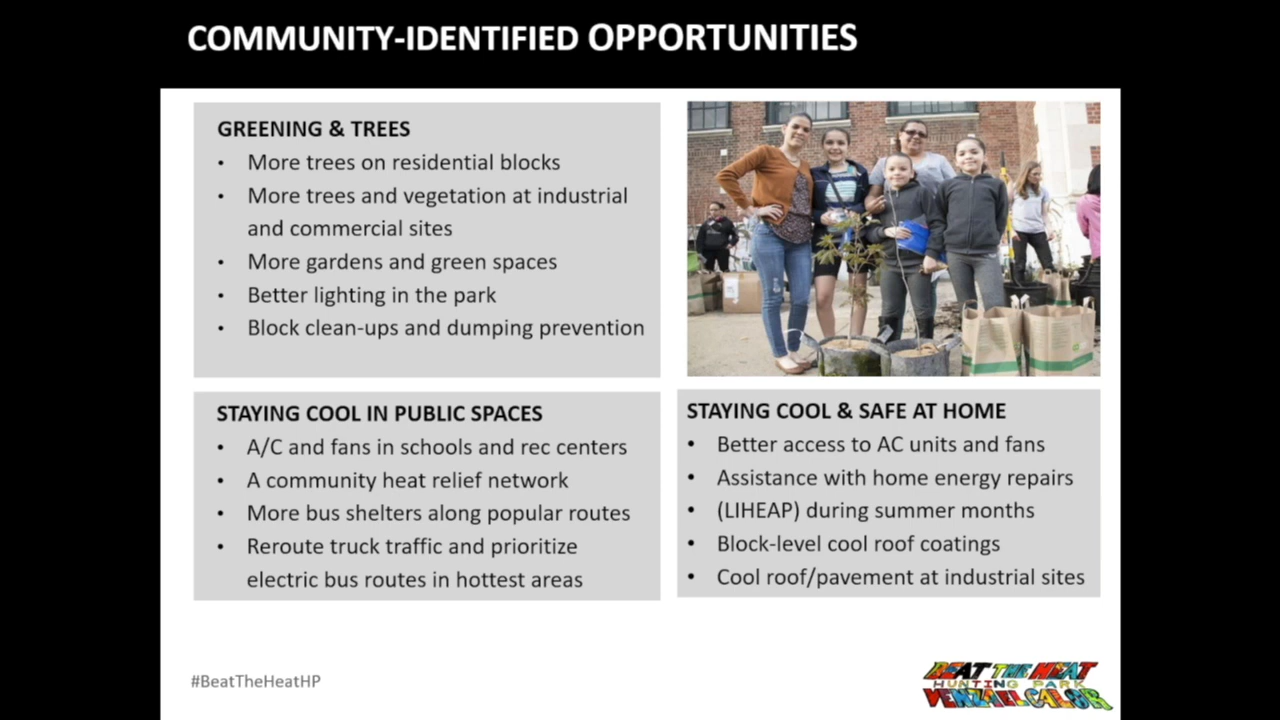 COMMUNITY-IDENTIFIED OPPORTUNITIES
GREENING & TREES
• More trees on residential blocks
• More trees and vegetation at industrial
and commercial sites
• More gardens and green spaces
• Better lighting in the park
• Block clean-ups and dumping prevention
STAYING COOL IN PUBLIC SPACES
• A/C and fans in schools and rec centers
• A community heat relief network
• More bus shelters along popular routes
• Reroute truck traffic and prioritize
electric bus routes in hottest areas
STAYING COOL & SAFE AT HOME
• Better access to AC units and fans
• Assistance with home energy repairs
• (LIHEAP) during summer months
• Block-level cool roof coatings
• Cool roof/pavement at industrial sites
#BeatTheHeatHP
BEAT THE HEAT
HUNTING PARK
VENZA EL CALOR